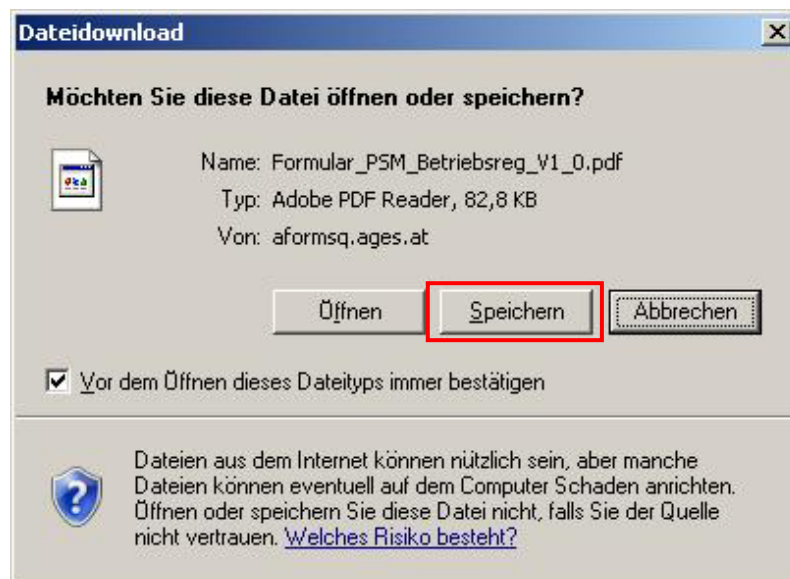 Dateidownload
Möchten Sie diese Datei öffnen oder speichern?
Name: Formular_PSM_Betriebsreg_V1_0.pdf
Typ: Adobe PDF Reader, 82,8 KB
Von: aformsq.ages.at
Öffnen Speichern Abbrechen
Vor dem Öffnen dieses Dateityps immer bestätigen
Dateien aus dem Internet können nützlich sein, aber manche
Dateien können eventuell auf dem Computer Schaden anrichten.
Öffnen oder speichern Sie diese Datei nicht, falls Sie der Quelle
nicht vertrauen. Welches Risiko besteht?